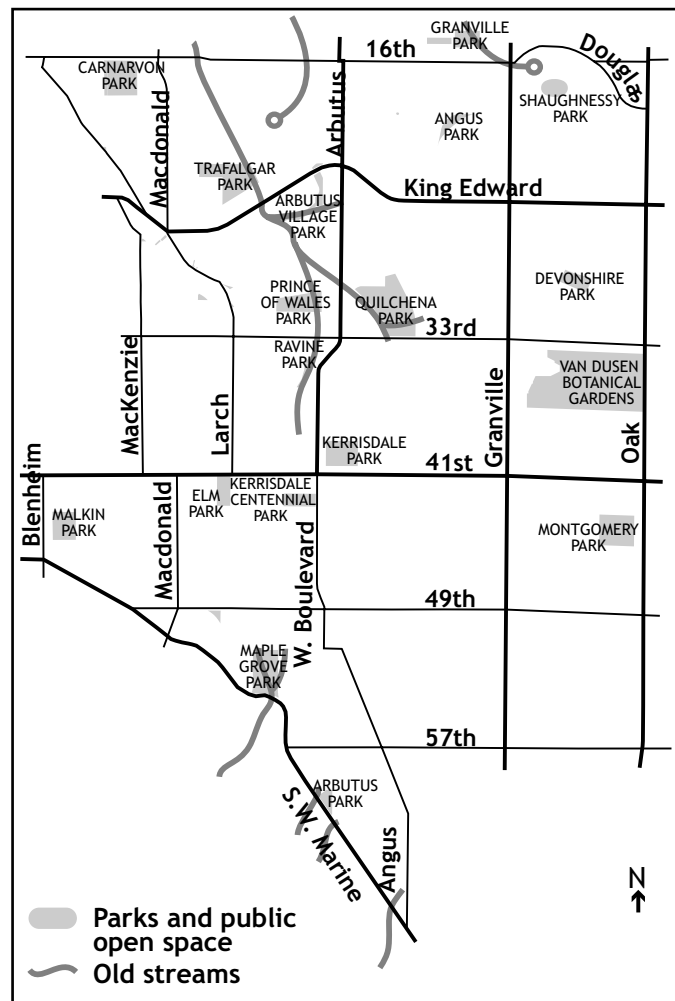 GRANVILLE
PARK
16th
Douglas
CARNARVON
PARK
Macdonald
Arbutus
SHAUGHNESSY
PARK
ANGUS
PARK
TRAFALGAR
PARK
King Edward
ARBUTUS
VILLAGE
PARK
PRINCE
OF WALES
PARK
QUILCHENA
PARK
DEVONSHIRE
PARK
33rd
RAVINE
PARK
MacKenzie
Larch
Granville
VAN DUSEN
BOTANICAL
GARDENS
Oak
KERRISDALE
PARK
41st
Blenheim
MALKIN
PARK
Macdonald
ELM
PARK
KERRISDALE
CENTENNIAL
PARK
W. Boulevard
MONTGOMERY
PARK
49th
MAPLE
GROVE
PARK
57th
ARBUTUS
PARK
S.W. Marine
Angus
N
Parks and public
open space
Old streams